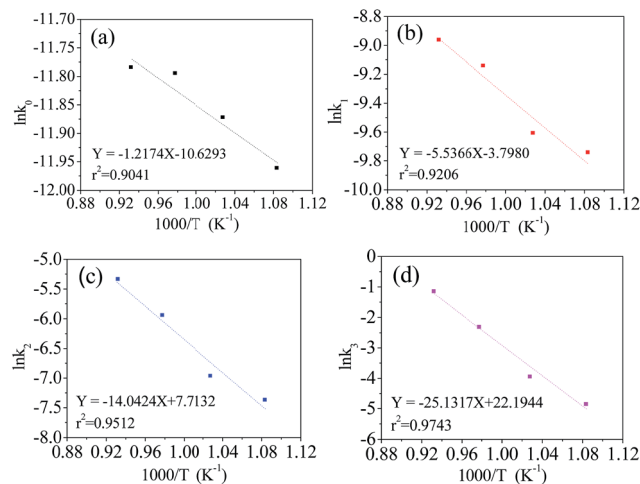 (a)
-11.70
-11.75
-11.80
-11.85
-11.90
-11.95
-12.00
lnk0
Y = -1.2174X-10.6293
r²=0.9041
0.88 0.92 0.96 1.00 1.04 1.08 1.12
1000/T (K⁻¹)
(b)
-8.8
-9.0
-9.2
-9.4
-9.6
-9.8
-10.0
lnk1
Y = -5.5366X-3.7980
r²=0.9206
0.88 0.92 0.96 1.00 1.04 1.08 1.12
1000/T (K⁻¹)
(c)
-5.0
-5.5
-6.0
-6.5
-7.0
-7.5
-8.0
lnk2
Y = -14.0424X+7.7132
r²=0.9512
0.88 0.92 0.96 1.00 1.04 1.08 1.12
1000/T (K⁻¹)
(d)
0
-1
-2
-3
-4
-5
-6
lnk3
Y = -25.1317X+22.1944
r²=0.9743
0.88 0.92 0.96 1.00 1.04 1.08 1.12
1000/T (K⁻¹)